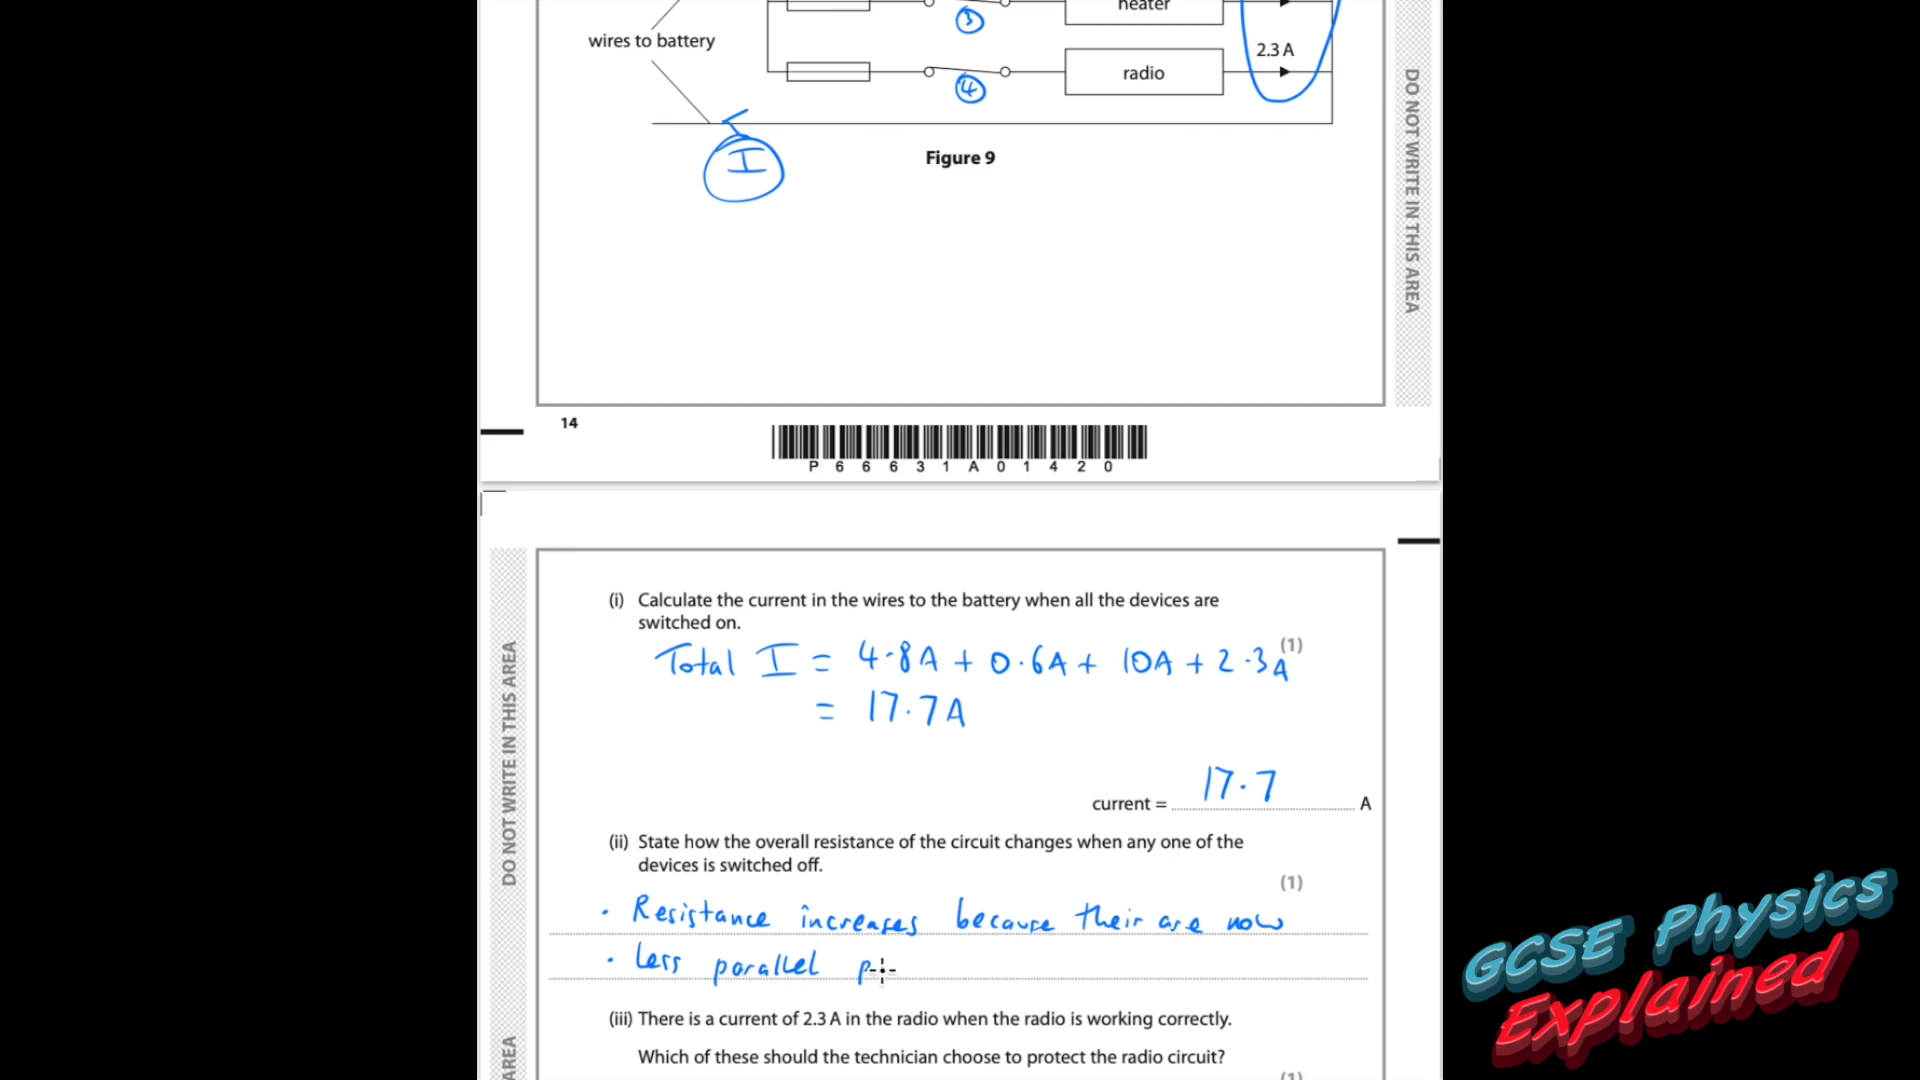 heater
③
wires to battery
2.3 A
radio
④
I
Figure 9
DO NOT WRITE IN THIS AREA
14
P 6 6 6 3 1 A 0 1 4 2 0
(i) Calculate the current in the wires to the battery when all the devices are
switched on.
(1)
Total I = 4.8A + 0.6A + 10A + 2.3A
= 17.7A
17.7
current = A
(ii) State how the overall resistance of the circuit changes when any one of the
devices is switched off.
(1)
• Resistance increases because their are now
• Less parallel p
(iii) There is a current of 2.3 A in the radio when the radio is working correctly.
Which of these should the technician choose to protect the radio circuit?
(1)
DO NOT WRITE IN THIS AREA
AREA
GCSE Physics
Explained